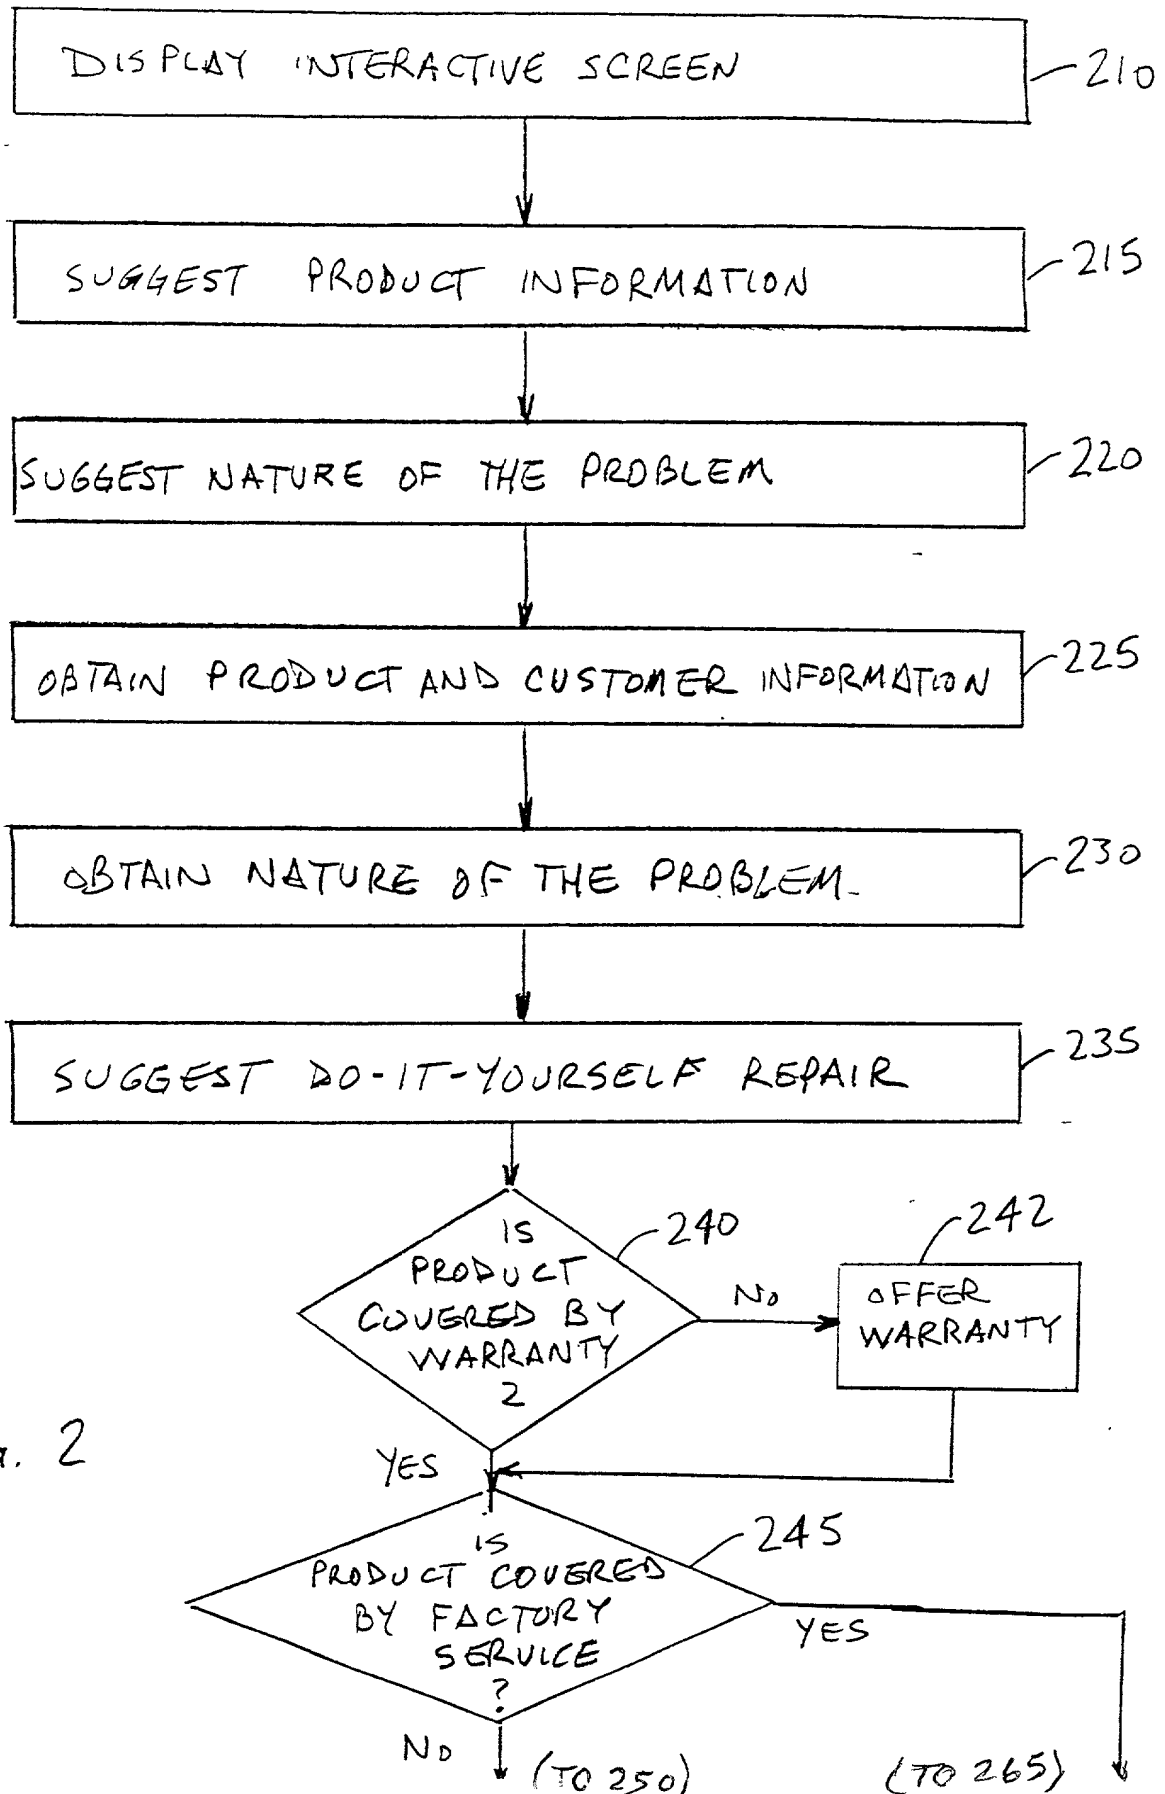 DISPLAY INTERACTIVE SCREEN
210
SUGGEST PRODUCT INFORMATION
215
SUGGEST NATURE OF THE PROBLEM
220
OBTAIN PRODUCT AND CUSTOMER INFORMATION
225
OBTAIN NATURE OF THE PROBLEM
230
SUGGEST DO-IT-YOURSELF REPAIR
235
IS
PRODUCT
COVERED BY
WARRANTY
?
240
NO
242
OFFER
WARRANTY
. 2
YES
IS
PRODUCT COVERED
BY FACTORY
SERVICE
?
245
YES
NO
(TO 250)
(TO 265)